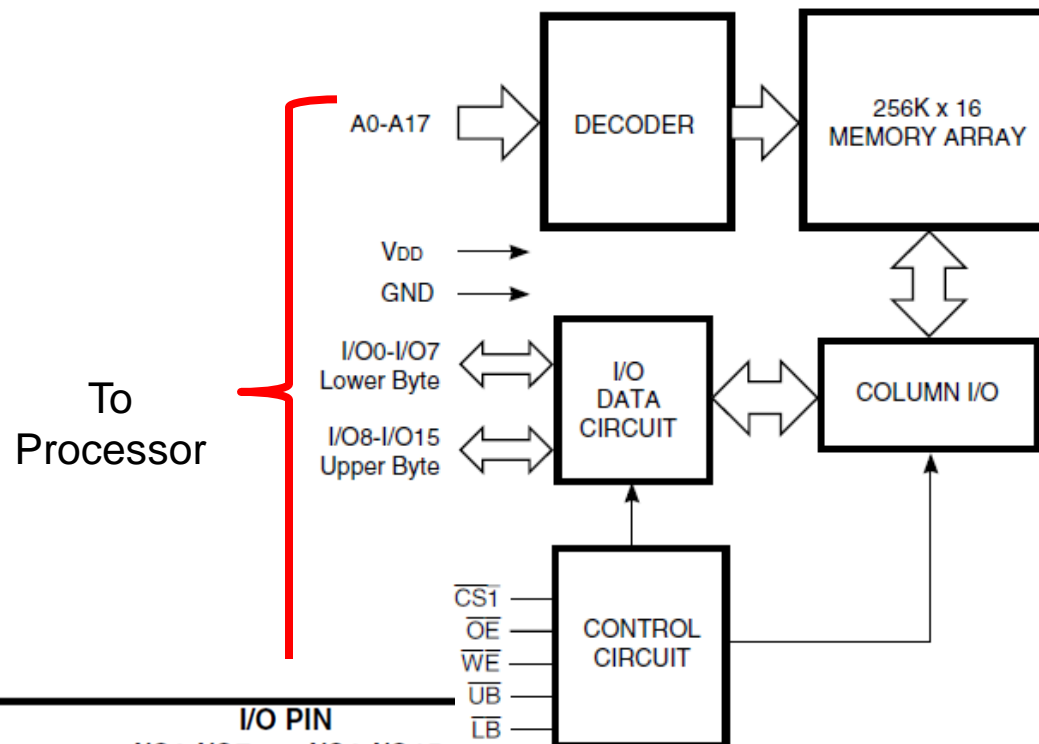 A0-A17
DECODER
256K x 16
MEMORY ARRAY
VDD
GND
I/O0-I/O7
Lower Byte
I/O
DATA
CIRCUIT
COLUMN I/O
To
Processor
I/O8-I/O15
Upper Byte
CS1
OE
WE
UB
LB
CONTROL
CIRCUIT
I/O PIN